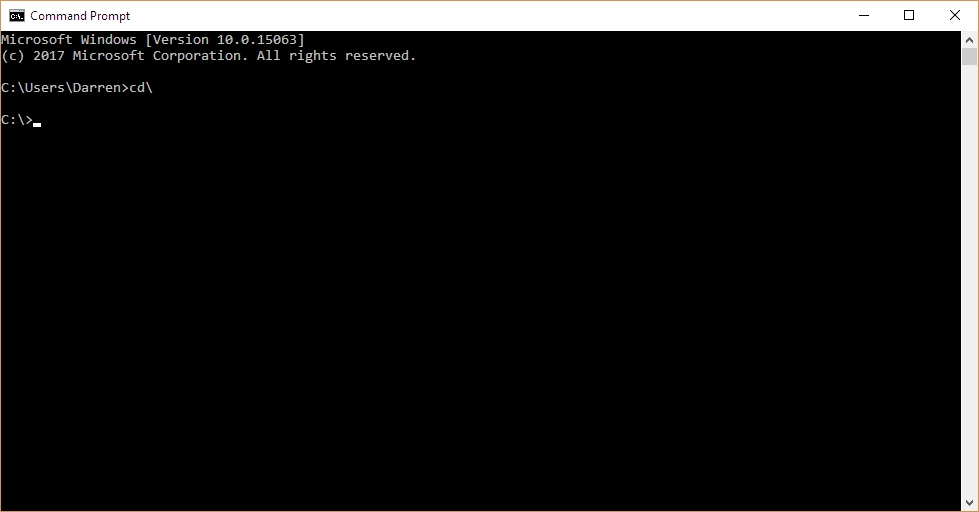 Command Prompt
Microsoft Windows [Version 10.0.15063]
(c) 2017 Microsoft Corporation. All rights reserved.
C:\Users\Darren>cd\
C:\>